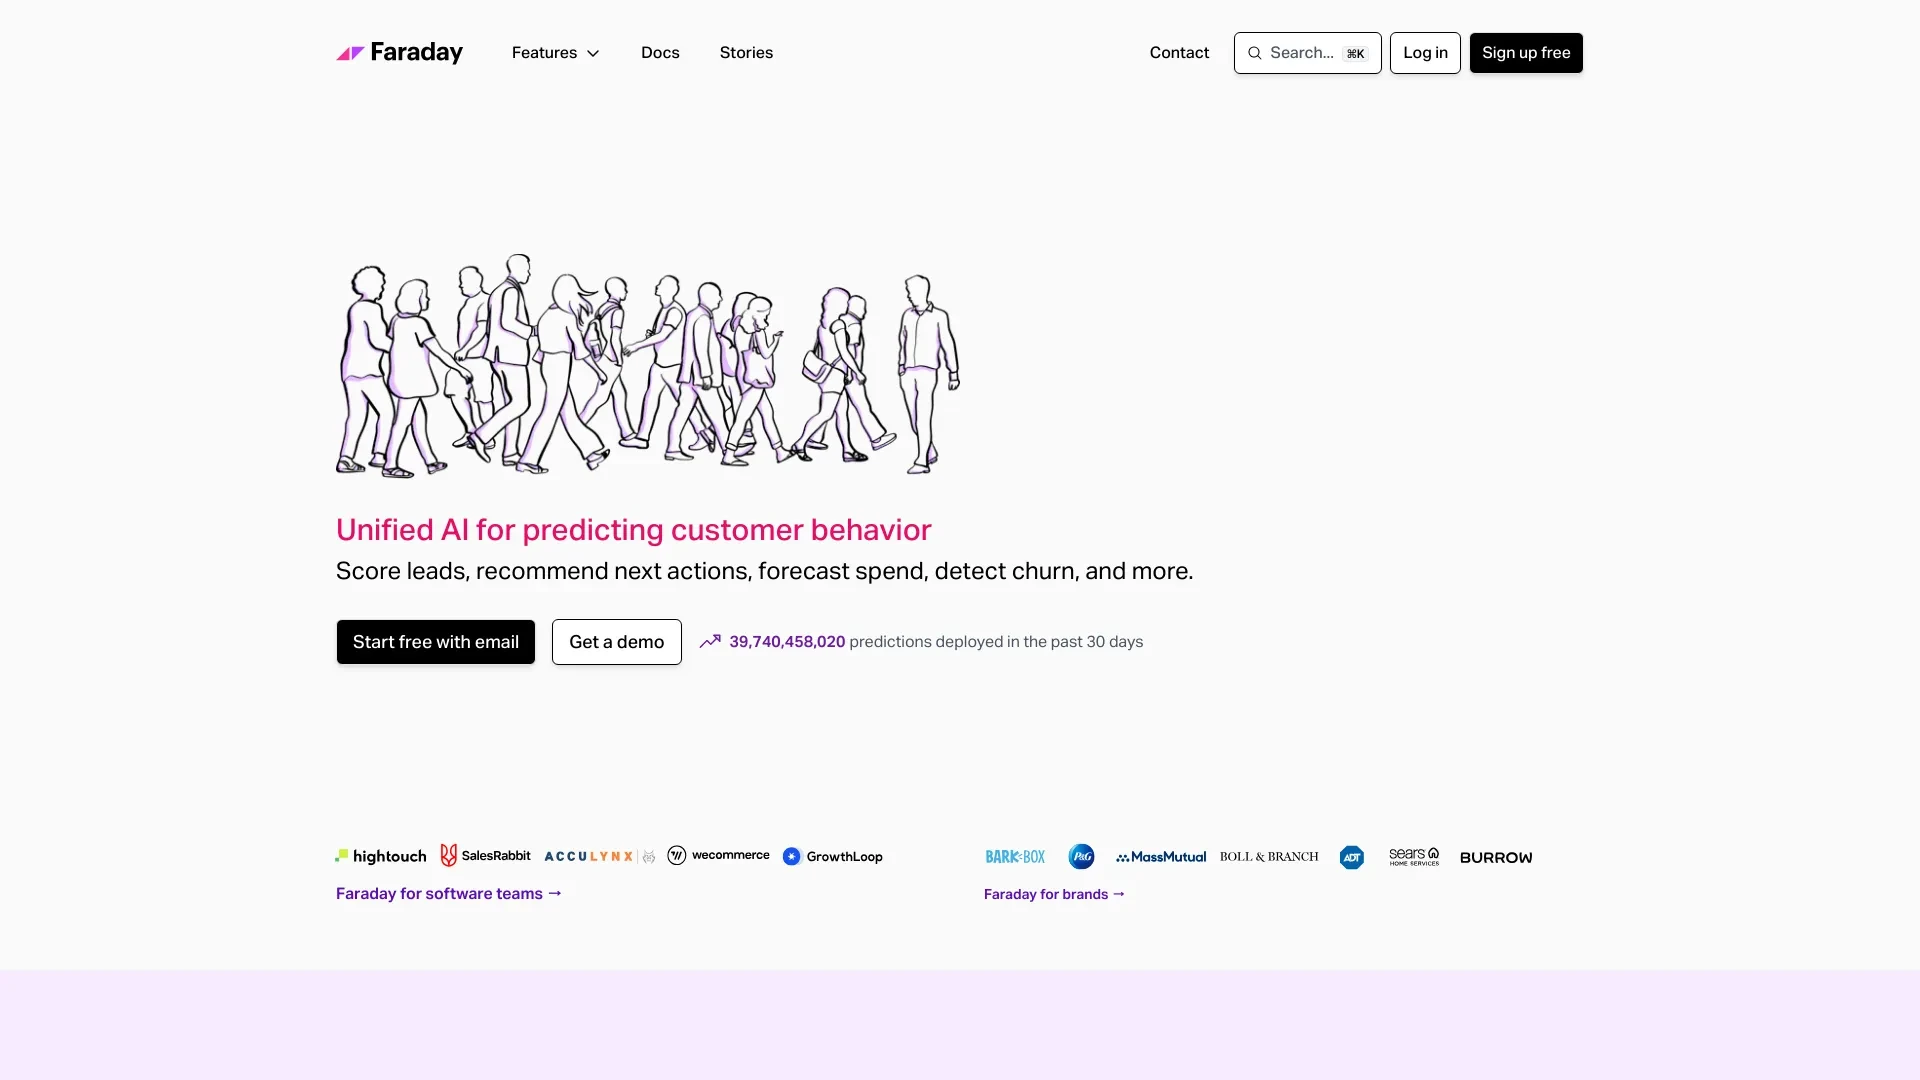 Faraday Features Docs Stories Contact Search... ⌘K Log in Sign up free
Unified AI for predicting customer behavior
Score leads, recommend next actions, forecast spend, detect churn, and more.
Start free with email Get a demo 39,740,458,020 predictions deployed in the past 30 days
hightouch SalesRabbit ACCULYNX wecommerce GrowthLoop
Faraday for software teams →
BARK BOX P&G MassMutual BOLL & BRANCH ADT sears HOME SERVICES BURROW
Faraday for brands →